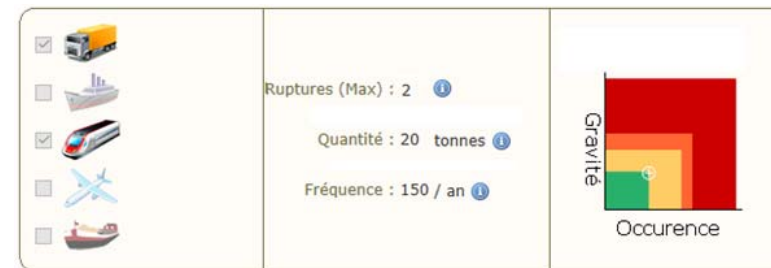 Ruptures (Max) : 2
Quantité : 20 tonnes
Fréquence : 150 / an
Gravité
Occurence